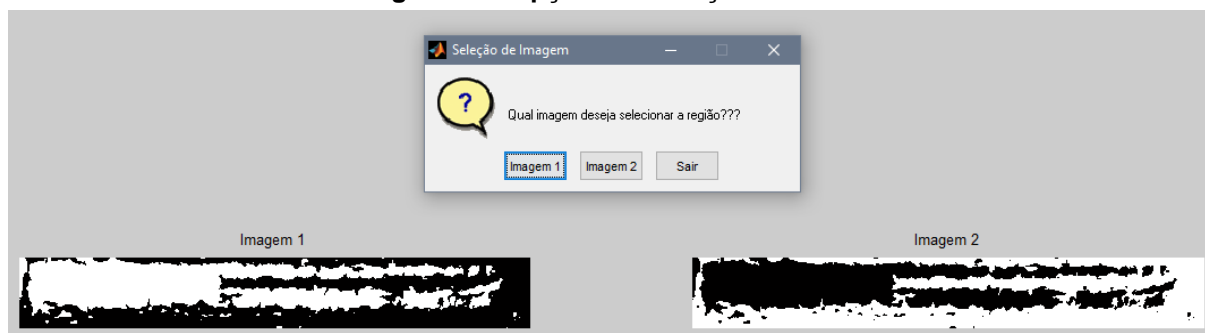 Seleção de Imagem
?
Qual imagem deseja selecionar a região???
Imagem 1 Imagem 2 Sair
Imagem 1 Imagem 2